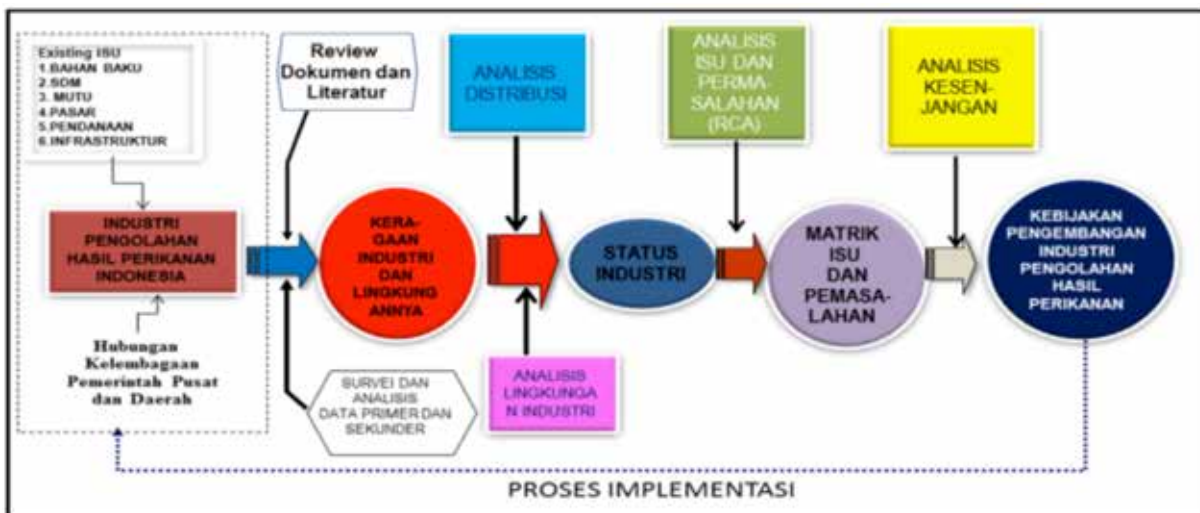 Existing ISU
1.BAHAN BAKU
2.SDM
3. MUTU
4.PASAR
5.PENDANAAN
6.INFRASTRUKTUR
INDUSTRI
PENGOLAHAN
HASIL PERIKANAN
INDONESIA
Hubungan
Kelembagaan
Pemerintah Pusat
dan Daerah
Review
Dokumen dan
Literatur
SURVEI DAN
ANALISIS
DATA PRIMER DAN
SEKUNDER
KERA-
GAAN
INDUSTRI
DAN
LINGKUNG
ANNYA
ANALISIS
DISTRIBUSI
ANALISIS
LINGKUNGA
N INDUSTRI
STATUS
INDUSTRI
ANALISIS
ISU DAN
PERMA-
SALAHAN
(RCA)
MATRIK
ISU
DAN
PEMASA-
LAHAN
ANALISIS
KESEN-
JANGAN
KEBIJAKAN
PENGEMBANGAN
INDUSTRI
PENGOLAHAN
HASIL
PERIKANAN
PROSES IMPLEMENTASI